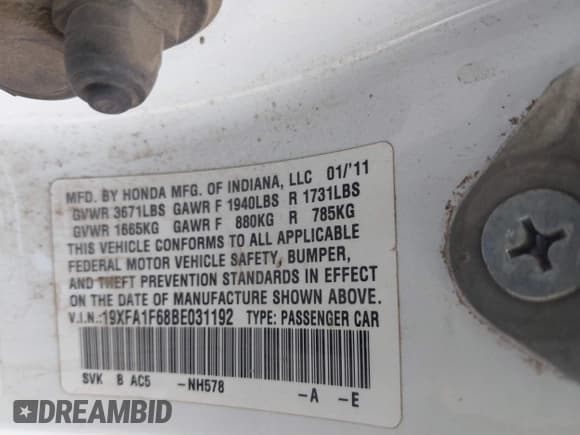 MFD. BY HONDA MFG. OF INDIANA, LLC 01/'11
GVWR 3671LBS GAWR F 1940LBS R 1731LBS
GVWR 1665KG GAWR F 880KG R 785KG
THIS VEHICLE CONFORMS TO ALL APPLICABLE
FEDERAL MOTOR VEHICLE SAFETY, BUMPER,
AND THEFT PREVENTION STANDARDS IN EFFECT
ON THE DATE OF MANUFACTURE SHOWN ABOVE.
V.I.N.:19XFA1F68BE031192 TYPE: PASSENGER CAR
SVK B AC5 -NH578 -A -E
DREAMBID